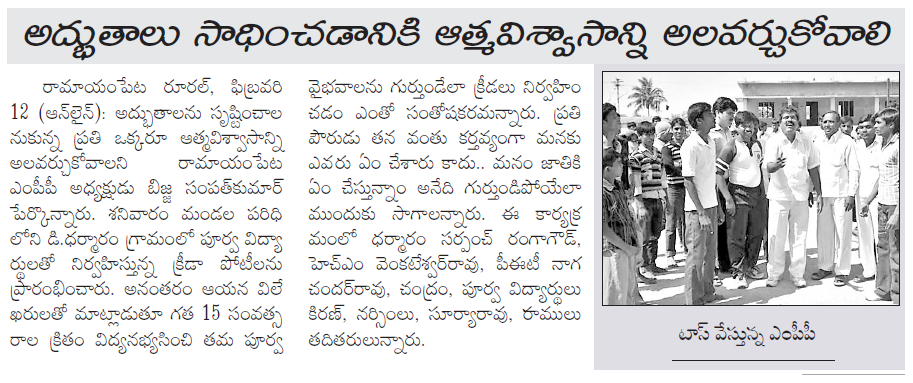 అద్భుతాలు సాధించడానికి ఆత్మవిశ్వాసాన్ని అలవర్చుకోవాలి
రామాయంపేట రూరల్, ఫిబ్రవరి
12 (ఆన్‌లైన్): అద్భుతాలను సృష్టించాల
నుకున్న ప్రతి ఒక్కరూ ఆత్మవిశ్వాసాన్ని
అలవర్చుకోవాలని రామాయంపేట
ఎంపీపీ అధ్యక్షుడు బిజ్జ సంపత్‌కుమార్
పేర్కొన్నారు. శనివారం మండల పరిధి
లోని డి.ధర్మారం గ్రామంలో పూర్వ విద్యా
ర్థులతో నిర్వహిస్తున్న క్రీడా పోటీలను
ప్రారంభించారు. అనంతరం ఆయన విలే
ఖరులతో మాట్లాడుతూ గత 15 సంవత్స
రాల క్రితం విద్యనభ్యసించి తమ పూర్వ
వైభవాలను గుర్తుండేలా క్రీడలు నిర్వహిం
చడం ఎంతో సంతోషకరమన్నారు. ప్రతి
పౌరుడు తన వంతు కర్తవ్యంగా మనకు
ఎవరు ఏం చేశారు కాదు.. మనం జాతికి
ఏం చేస్తున్నాం అనేది గుర్తుండిపోయేలా
ముందుకు సాగాలన్నారు. ఈ కార్యక్ర
మంలో ధర్మారం సర్పంచ్ రంగాగౌడ్,
హెచ్ఎం వెంకటేశ్వర్‌రావు, పీఈటీ నాగ
చందర్‌రావు, చంద్రం, పూర్వ విద్యార్థులు
కిరణ్, నర్సింలు, సూర్యారావు, రాములు
తదితరులున్నారు.
టాస్ వేస్తున్న ఎంపీపీ